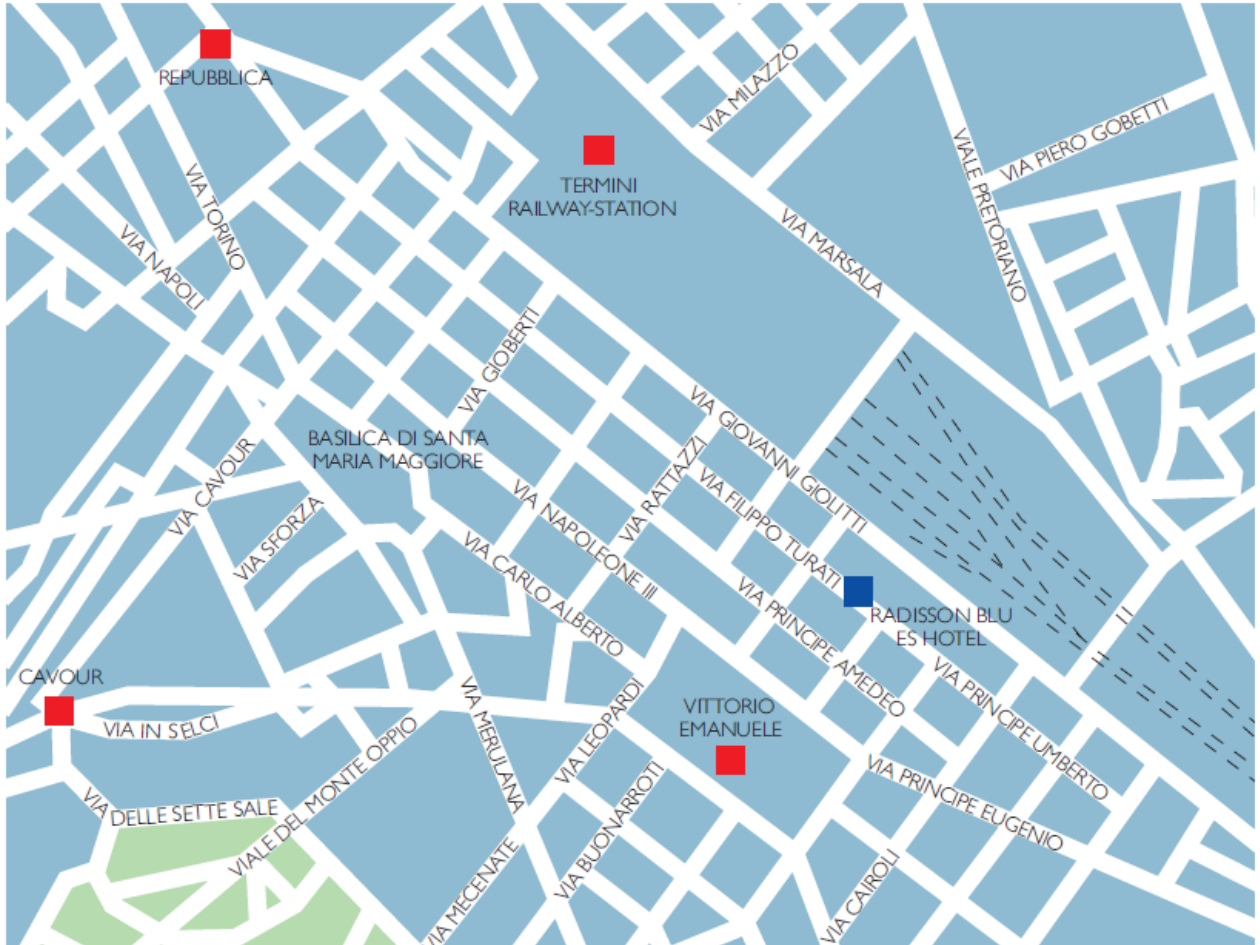 REPUBBLICA
VIA MILAZZO
VIA PIERO GOBETTI
VIALE PRETORIANO
TERMINI
RAILWAY-STATION
VIA TORINO
VIA NAPOLI
VIA MARSALA
VIA GIOBERTI
VIA GIOVANNI GIOLITTI
BASILICA DI SANTA
MARIA MAGGIORE
VIA CAVOUR
VIA SFORZA
VIA RATTAZZI
VIA FILIPPO TURATI
VIA NAPOLEONE III
VIA CARLO ALBERTO
VIA PRINCIPE AMEDEO
RADISSON BLU
ES HOTEL
VIA PRINCIPE UMBERTO
CAVOUR
VIA IN SELCI
VIA MERULANA
VIA LEOPARDI
VITTORIO
EMANUELE
VIA DELLE SETTE SALE
VIALE DEL MONTE OPPIO
VIA BUONARROTI
VIA PRINCIPE EUGENIO
VIA MECENATE
VIA CAIROLI